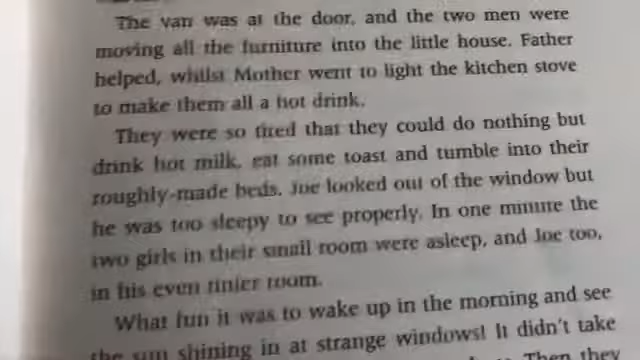 The van was at the door, and the two men were
moving all the furniture into the little house. Father
helped, whilst Mother went to light the kitchen stove
to make them all a hot drink.
They were so tired that they could do nothing but
drink hot milk, eat some toast and tumble into their
roughly-made beds. Joe looked out of the window but
he was too sleepy to see properly. In one minute the
two girls in their small room were asleep, and Joe too,
in his even tinier room.
What fun it was to wake up in the morning and see
the sun shining in at strange windows! It didn't take
Then they